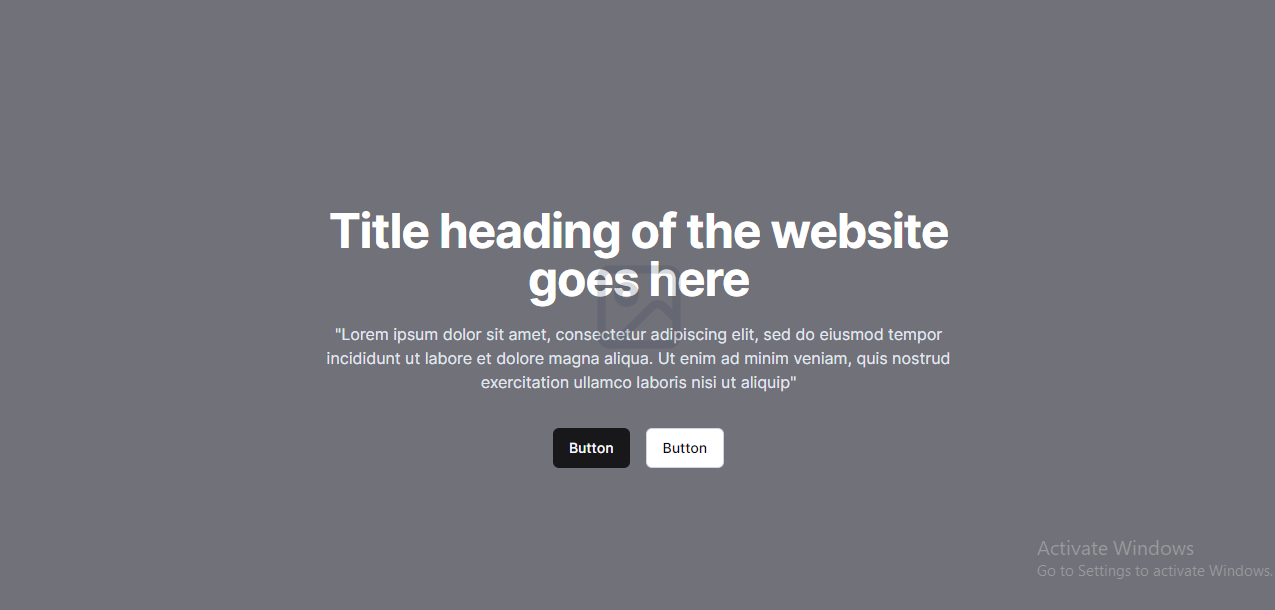 Title heading of the website
goes here
"Lorem ipsum dolor sit amet, consectetur adipiscing elit, sed do eiusmod tempor
incididunt ut labore et dolore magna aliqua. Ut enim ad minim veniam, quis nostrud
exercitation ullamco laboris nisi ut aliquip"
Button Button
Activate Windows
Go to Settings to activate Windows.